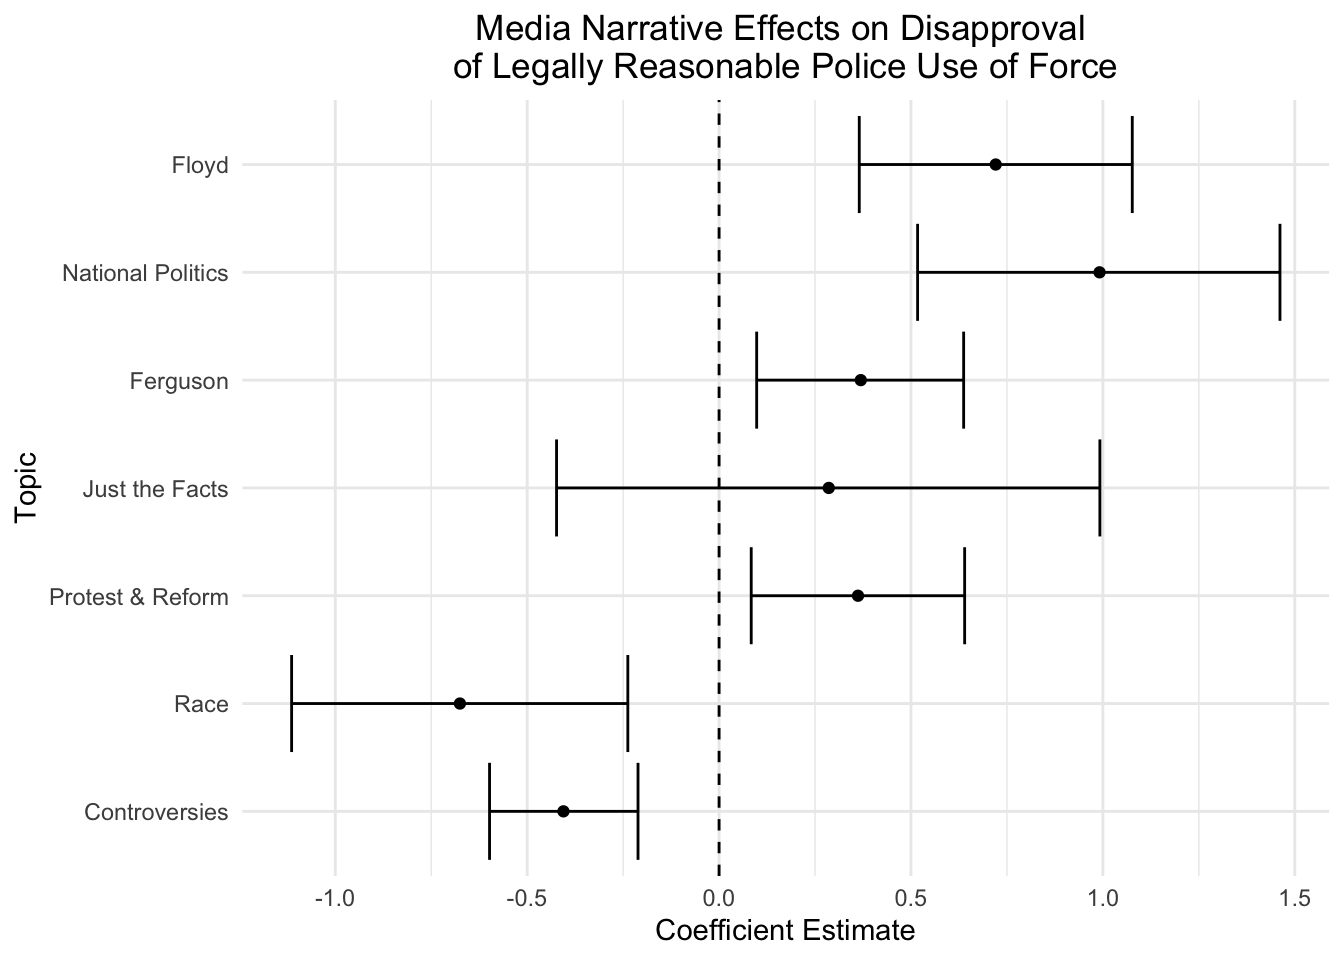 Media Narrative Effects on Disapproval
of Legally Reasonable Police Use of Force
Topic
Floyd
National Politics
Ferguson
Just the Facts
Protest & Reform
Race
Controversies
-1.0
-0.5
0.0
0.5
1.0
1.5
Coefficient Estimate